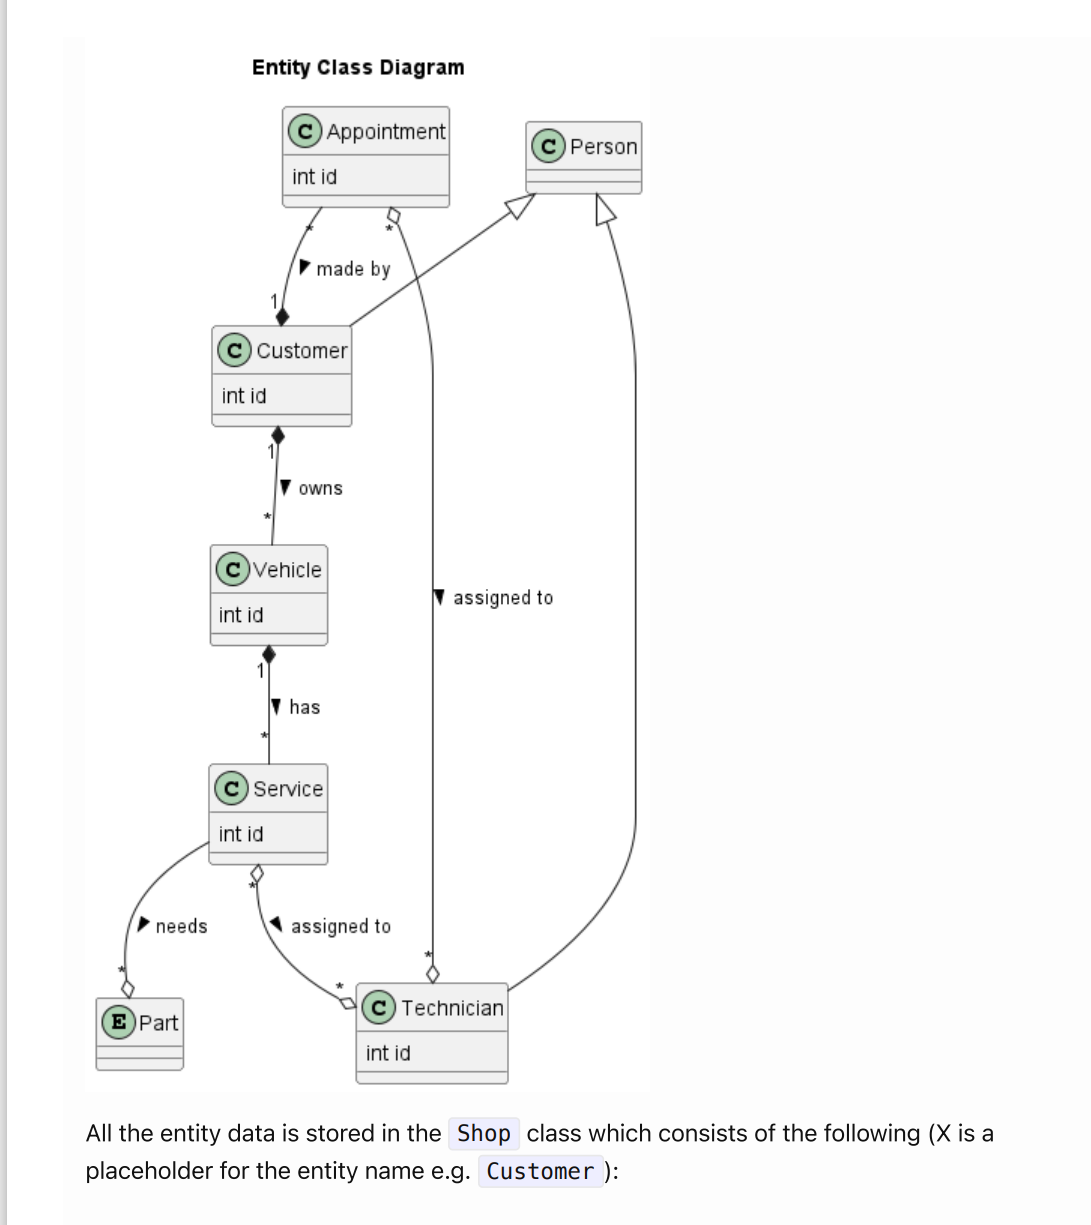 Entity Class Diagram
C Appointment
int id
C Person
*
*
made by
1
C Customer
int id
1
owns
*
C Vehicle
int id
assigned to
1
has
*
C Service
int id
*
needs
assigned to
*
*
*
E Part
C Technician
int id
All the entity data is stored in the Shop class which consists of the following (X is a
placeholder for the entity name e.g. Customer ):